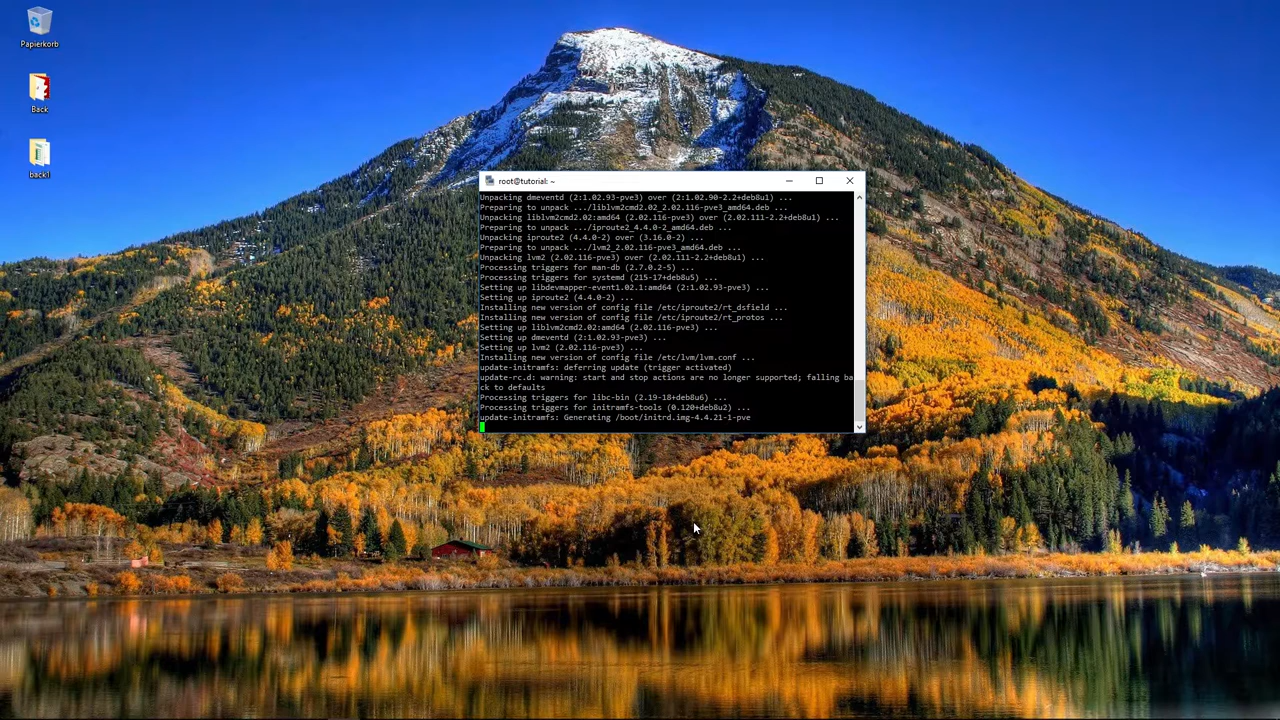 Papierkorb
Back
back1
root@tutorial: ~
Unpacking dmeventd (2:1.02.93-pve3) over (2:1.02.90-2.2+deb8u1) ...
Preparing to unpack .../liblvm2cmd2.02_2.02.116-pve3_amd64.deb ...
Unpacking liblvm2cmd2.02:amd64 (2.02.116-pve3) over (2.02.111-2.2+deb8u1) ...
Preparing to unpack .../iproute2_4.4.0-2_amd64.deb ...
Unpacking iproute2 (4.4.0-2) over (3.16.0-2) ...
Preparing to unpack .../lvm2_2.02.116-pve3_amd64.deb ...
Unpacking lvm2 (2.02.116-pve3) over (2.02.111-2.2+deb8u1) ...
Processing triggers for man-db (2.7.0.2-5) ...
Processing triggers for systemd (215-17+deb8u5) ...
Setting up libdevmapper-event1.02.1:amd64 (2:1.02.93-pve3) ...
Setting up iproute2 (4.4.0-2) ...
Installing new version of config file /etc/iproute2/rt_dsfield ...
Installing new version of config file /etc/iproute2/rt_protos ...
Setting up liblvm2cmd2.02:amd64 (2.02.116-pve3) ...
Setting up dmeventd (2:1.02.93-pve3) ...
Setting up lvm2 (2.02.116-pve3) ...
Installing new version of config file /etc/lvm/lvm.conf ...
update-initramfs: deferring update (trigger activated)
update-rc.d: warning: start and stop actions are no longer supported; falling ba
ck to defaults
Processing triggers for libc-bin (2.19-18+deb8u6) ...
Processing triggers for initramfs-tools (0.120+deb8u2) ...
update-initramfs: Generating /boot/initrd.img-4.4.21-1-pve